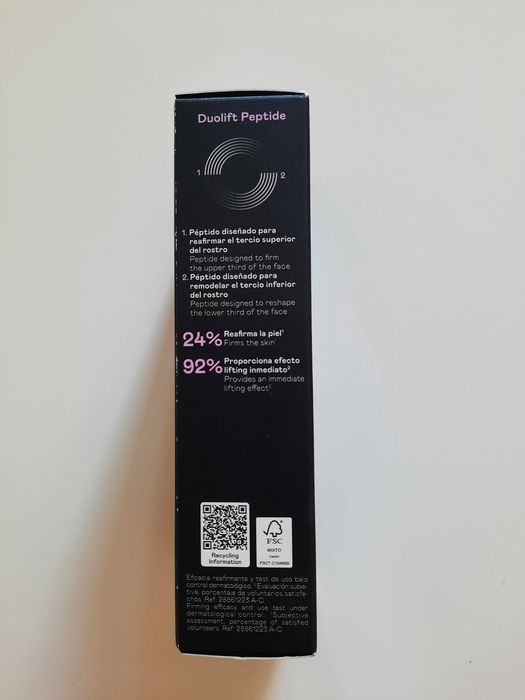 Duolift Peptide
1
2
1. Péptido diseñado para
reafirmar el tercio superior
del rostro
Peptide designed to firm
the upper third of the face
2. Péptido diseñado para
remodelar el tercio inferior
del rostro
Peptide designed to reshape
the lower third of the face
24% Reafirma la piel¹
Firms the skin¹
92% Proporciona efecto
lifting inmediato²
Provides an immediate
lifting effect²
Recycling
Information
FSC
MIXTO
Cartón
FSC® C104669
Eficacia reafirmante y test de uso bajo
control dermatológico. ¹ Evaluación subje-
tiva, porcentaje de voluntarios satisfe-
chos. Ref. 28861223.A-C
Firming efficacy and use test under
dermatological control. ¹Subjective
assessment, percentage of satisfied
volunteers. Ref. 28861223.A-C